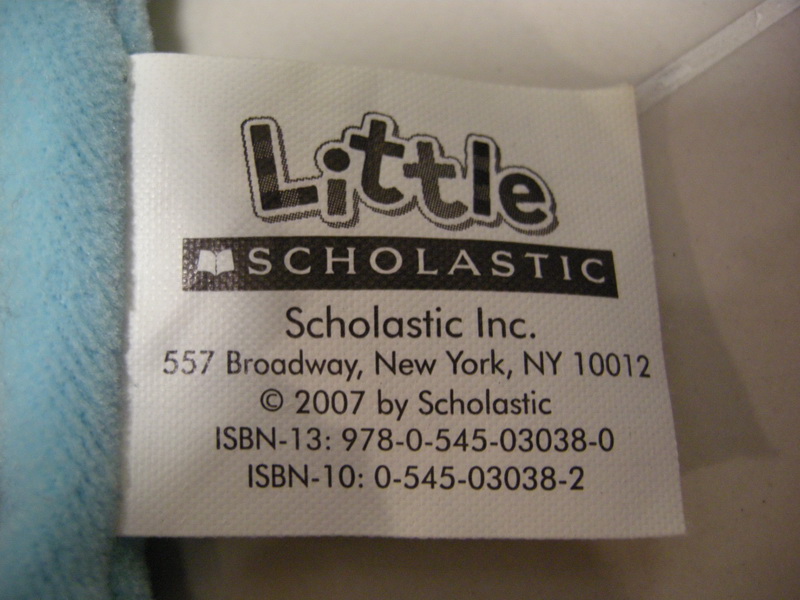 Little
SCHOLASTIC
Scholastic Inc.
557 Broadway, New York, NY 10012
© 2007 by Scholastic
ISBN-13: 978-0-545-03038-0
ISBN-10: 0-545-03038-2